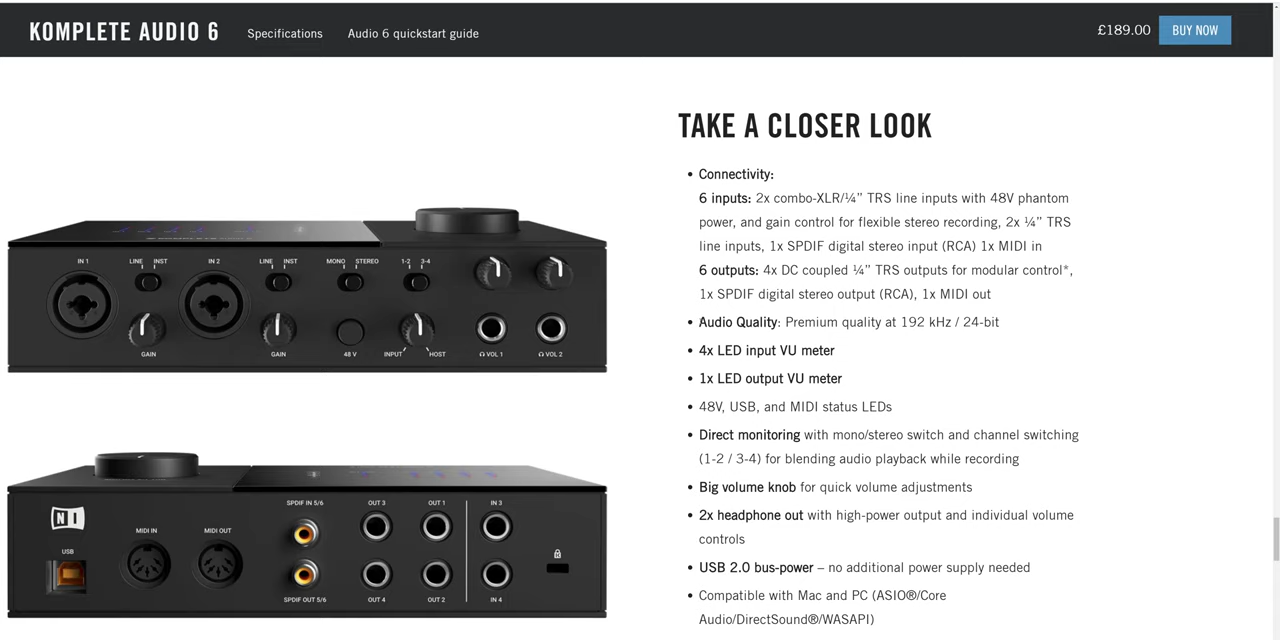 KOMPLETE AUDIO 6
Specifications
Audio 6 quickstart guide
£189.00
BUY NOW
TAKE A CLOSER LOOK
• Connectivity:
6 inputs: 2x combo-XLR/¼” TRS line inputs with 48V phantom
power, and gain control for flexible stereo recording, 2x ¼” TRS
line inputs, 1x SPDIF digital stereo input (RCA) 1x MIDI in
6 outputs: 4x DC coupled ¼” TRS outputs for modular control*,
1x SPDIF digital stereo output (RCA), 1x MIDI out
• Audio Quality: Premium quality at 192 kHz / 24-bit
• 4x LED input VU meter
• 1x LED output VU meter
• 48V, USB, and MIDI status LEDs
• Direct monitoring with mono/stereo switch and channel switching
(1-2 / 3-4) for blending audio playback while recording
• Big volume knob for quick volume adjustments
• 2x headphone out with high-power output and individual volume
controls
• USB 2.0 bus-power – no additional power supply needed
• Compatible with Mac and PC (ASIO®/Core
Audio/DirectSound®/WASAPI)
IN 1 LINE INST IN 2 LINE INST MONO STEREO 1-2 3-4
GAIN GAIN 48 V INPUT HOST VOL 1 VOL 2
NI
SPDIF IN 5/6 OUT 3 OUT 1 IN 3
MIDI IN MIDI OUT
USB
SPDIF OUT 5/6 OUT 4 OUT 2 IN 4